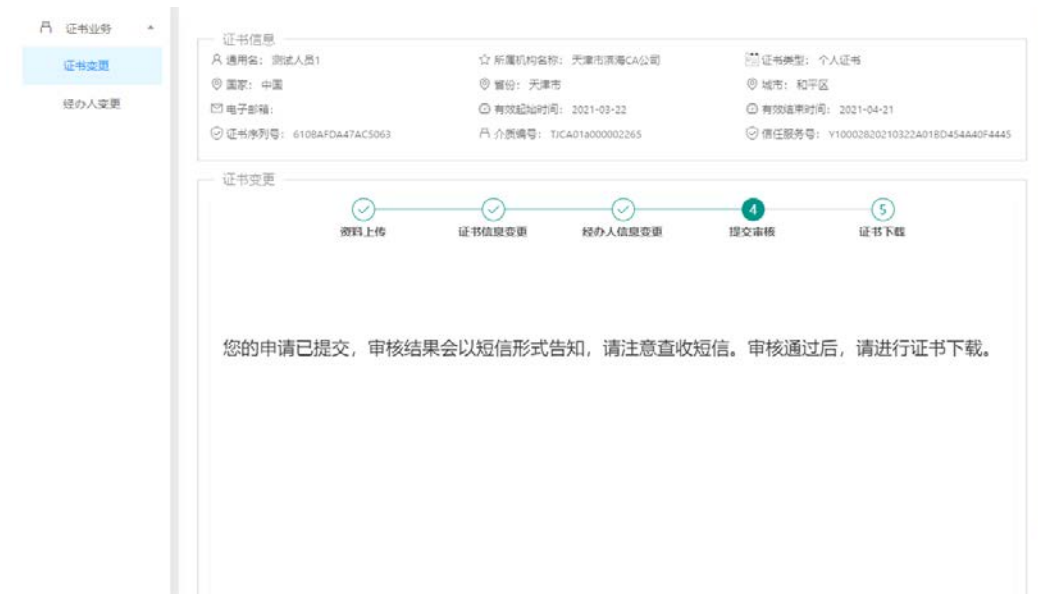 证书业务
证书变更
经办人变更
证书信息
通用名： 测试人员1
所属机构名称： 天津市滨海CA公司
证书类型： 个人证书
国家： 中国
省份： 天津市
城市： 和平区
电子邮箱：
有效起始时间： 2021-03-22
有效结束时间： 2021-04-21
证书序列号： 6108AFDA47AC5063
介质编号： TJCA01a000002265
信任服务号： Y10002820210322A01BD454A40F4445
证书变更
4
5
资料上传
证书信息变更
经办人信息变更
提交审核
证书下载
您的申请已提交，审核结果会以短信形式告知，请注意查收短信。审核通过后，请进行证书下载。